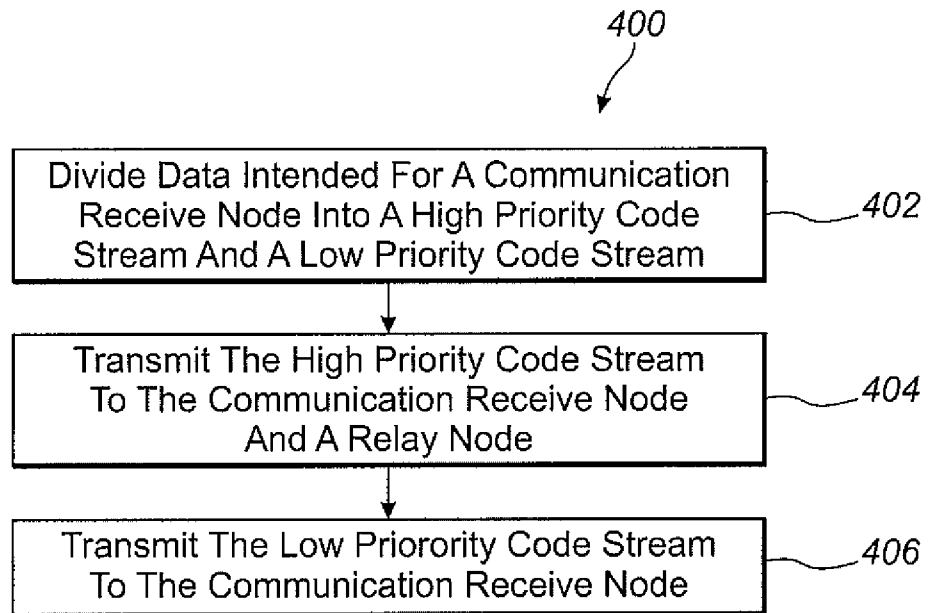 400
Divide Data Intended For A Communication
Receive Node Into A High Priority Code
Stream And A Low Priority Code Stream
402
Transmit The High Priority Code Stream
To The Communication Receive Node
And A Relay Node
404
Transmit The Low Priorority Code Stream
To The Communication Receive Node
406